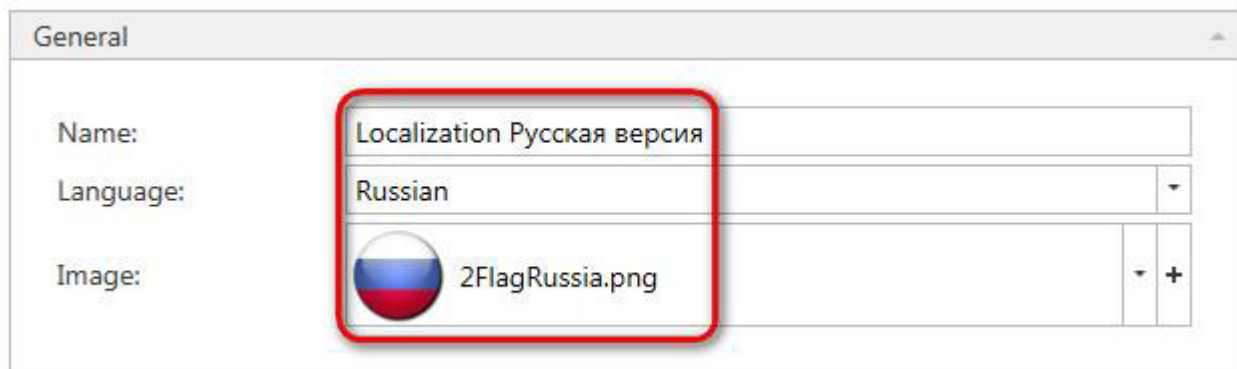 General
Name: Localization Русская версия
Language: Russian
Image: 2FlagRussia.png